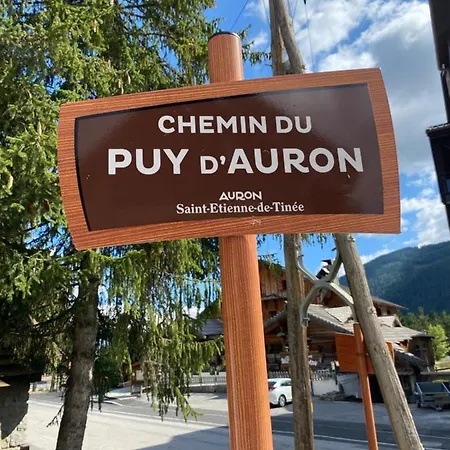 CHEMIN DU
PUY D'AURON
AURON
Saint-Etienne-de-Tinée